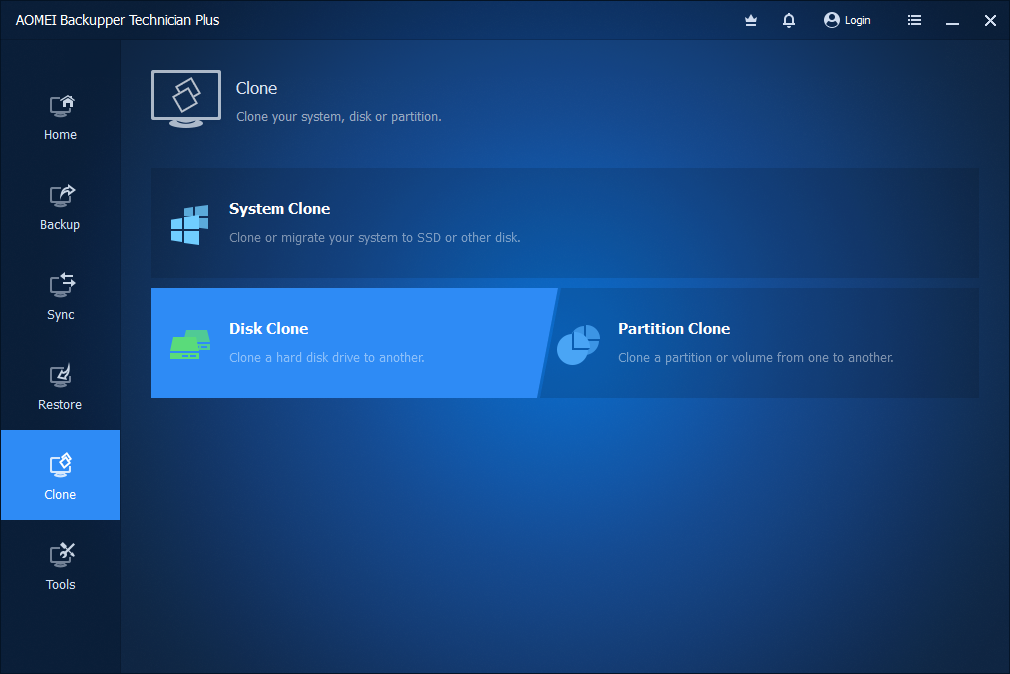 AOMEI Backupper Technician Plus
Login
Home
Backup
Sync
Restore
Clone
Tools
Clone
Clone your system, disk or partition.
System Clone
Clone or migrate your system to SSD or other disk.
Disk Clone
Clone a hard disk drive to another.
Partition Clone
Clone a partition or volume from one to another.